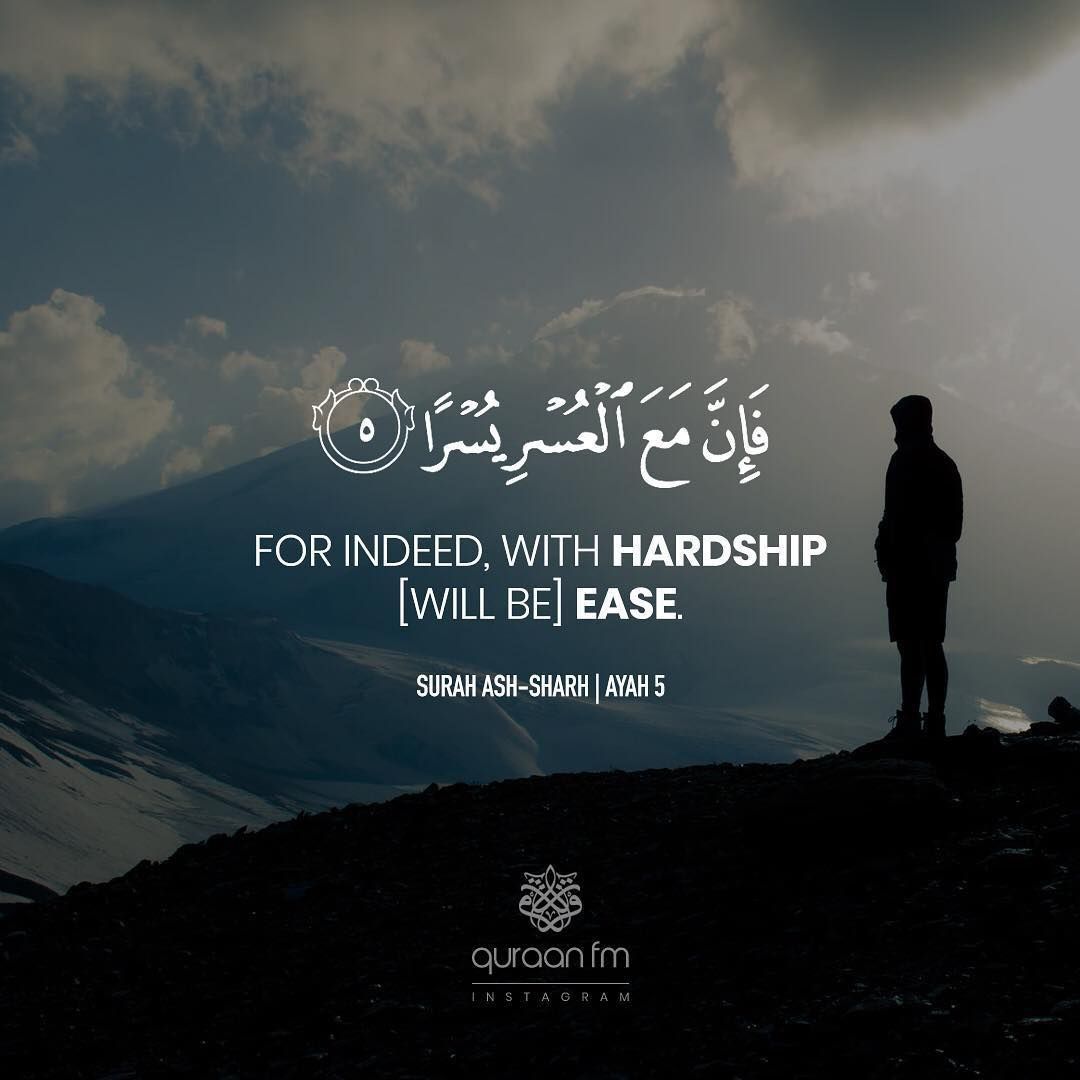 فَإِنَّ مَعَ ٱلْعُسْرِ يُسْرًا ٥
FOR INDEED, WITH HARDSHIP
[WILL BE] EASE.
SURAH ASH-SHARH | AYAH 5
quraan fm
INSTAGRAM